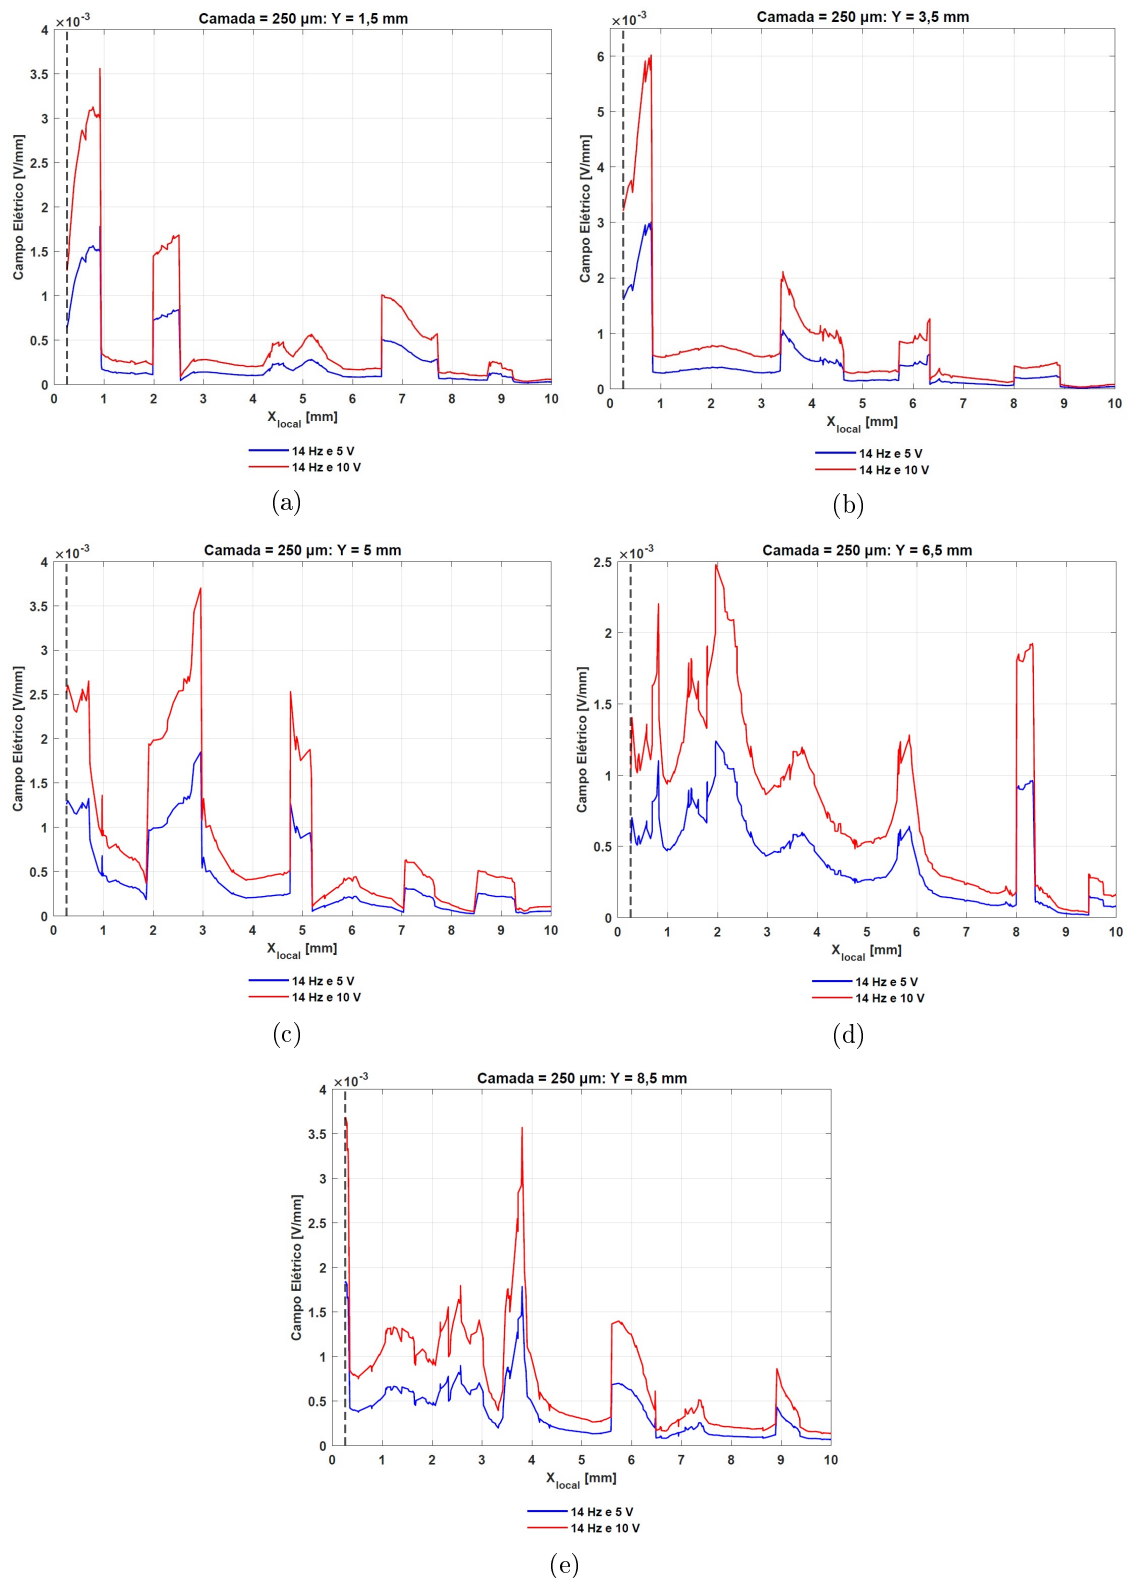 Camada = 250 µm: Y = 1,5 mm
×10-3
4
3.5
3
2.5
2
1.5
1
0.5
0
Campo Elétrico [V/mm]
0 1 2 3 4 5 6 7 8 9 10
Xlocal [mm]
14 Hz e 5 V
14 Hz e 10 V
(a)
Camada = 250 µm: Y = 3,5 mm
×10-3
6
5
4
3
2
1
0
Campo Elétrico [V/mm]
0 1 2 3 4 5 6 7 8 9 10
Xlocal [mm]
14 Hz e 5 V
14 Hz e 10 V
(b)
Camada = 250 µm: Y = 5 mm
×10-3
4
3.5
3
2.5
2
1.5
1
0.5
0
Campo Elétrico [V/mm]
0 1 2 3 4 5 6 7 8 9 10
Xlocal [mm]
14 Hz e 5 V
14 Hz e 10 V
(c)
Camada = 250 µm: Y = 6,5 mm
×10-3
2.5
2
1.5
1
0.5
0
Campo Elétrico [V/mm]
0 1 2 3 4 5 6 7 8 9 10
Xlocal [mm]
14 Hz e 5 V
14 Hz e 10 V
(d)
Camada = 250 µm: Y = 8,5 mm
×10-3
4
3.5
3
2.5
2
1.5
1
0.5
0
Campo Elétrico [V/mm]
0 1 2 3 4 5 6 7 8 9 10
Xlocal [mm]
14 Hz e 5 V
14 Hz e 10 V
(e)